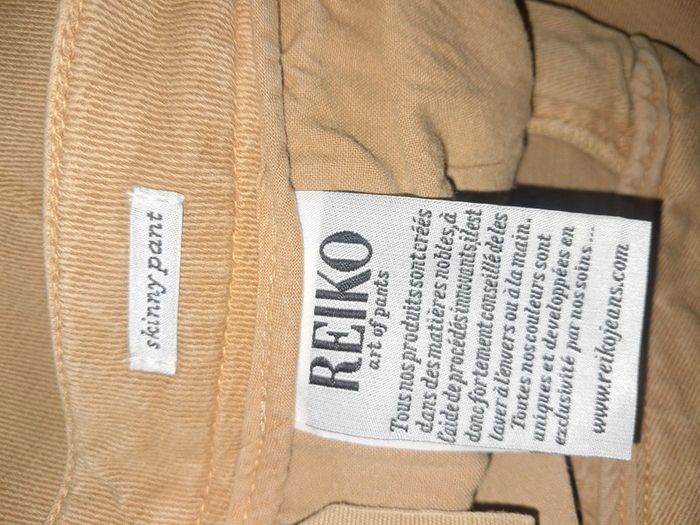 skinny pant
REIKO
art of pants
Tous nos produits sont créés
dans des matières nobles, à
l'aide de procédés innovants, il est
donc fortement conseillé de les
laver à l'envers ou à la main.
Toutes nos couleurs sont
uniques et developpées en
exclusivité par nos soins ...
www.reikojeans.com